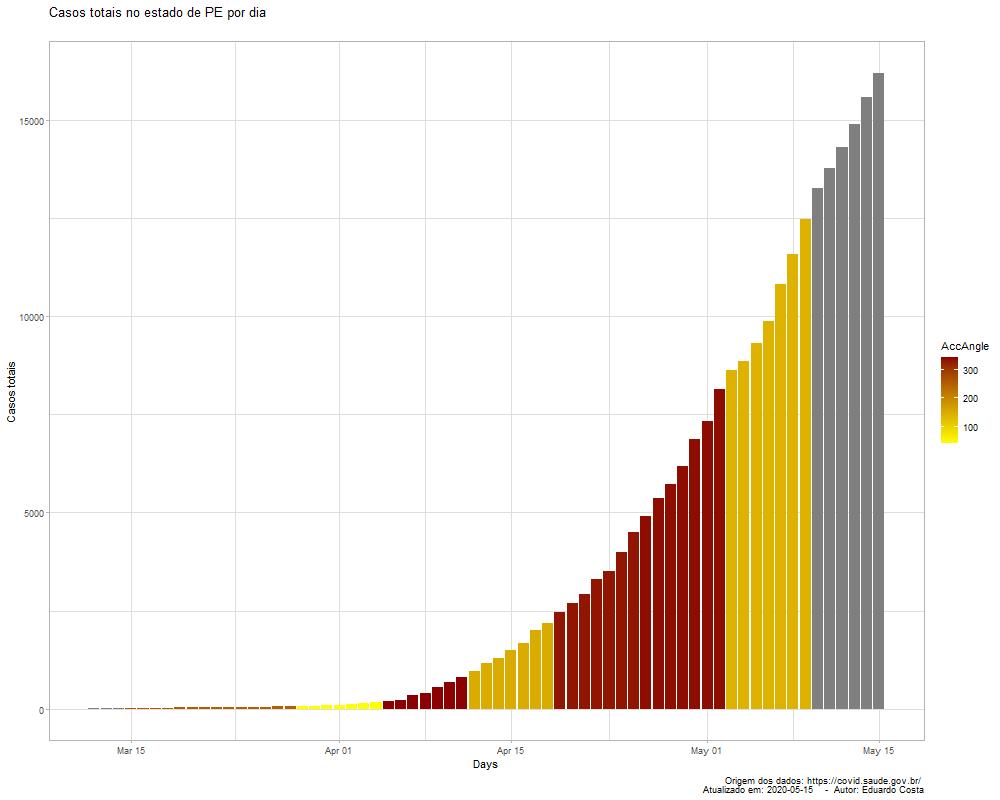 Casos totais no estado de PE por dia
15000
10000
5000
0
Casos totais
Mar 15
Apr 01
Apr 15
May 01
May 15
Days
AccAngle
300
200
100
Origem dos dados: https://covid.saude.gov.br/
Atualizado em: 2020-05-15 - Autor: Eduardo Costa